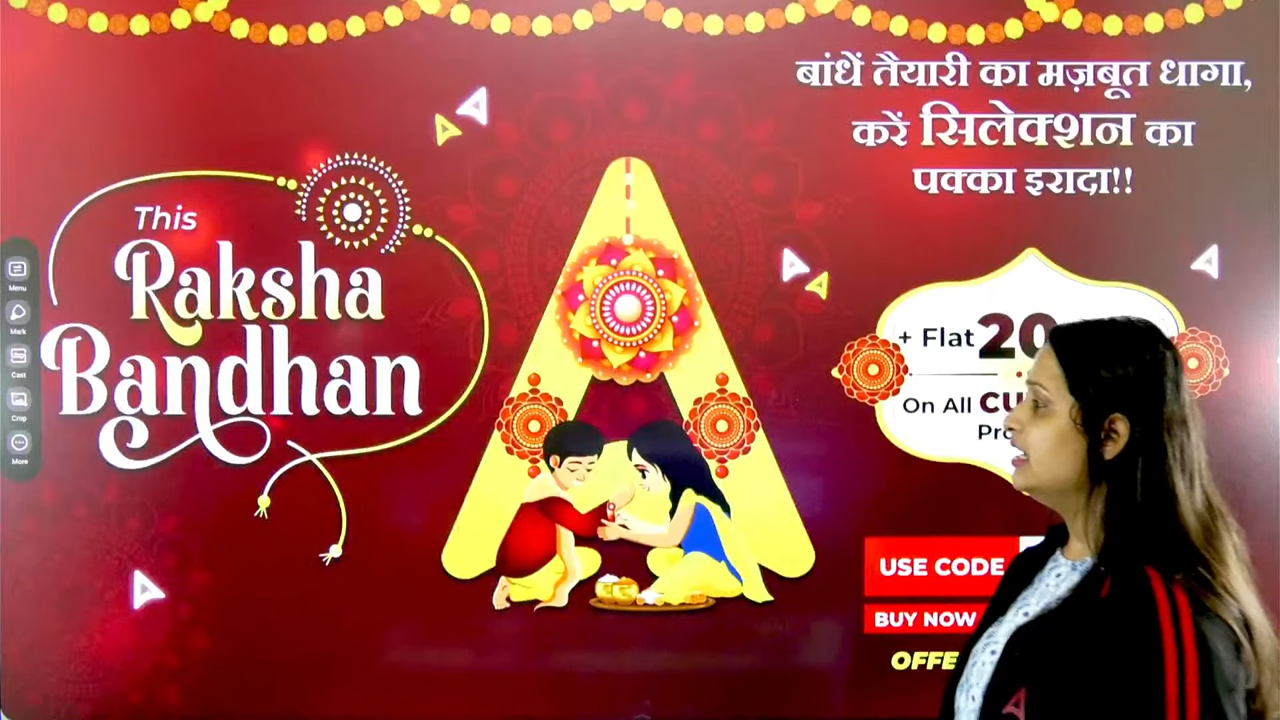 बांधें तैयारी का मज़बूत धागा,
करें सिलेक्शन का
पक्का इरादा!!
This
Raksha
Bandhan
+ Flat 20
On All
USE CODE
BUY NOW
Menu
Mark
Cast
Crop
More